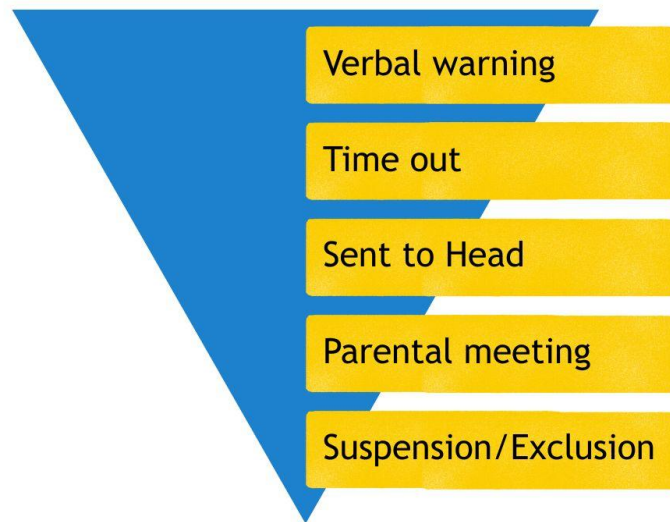 Verbal warning
Time out
Sent to Head
Parental meeting
Suspension/Exclusion